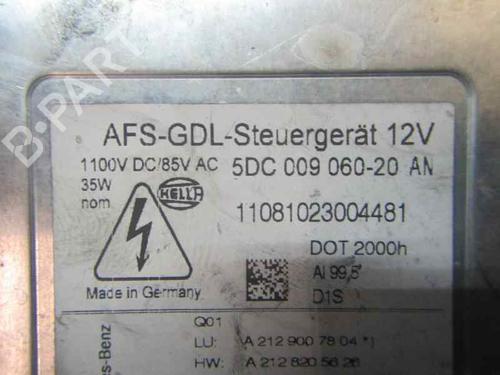 B-PARTS
AFS-GDL-Steuergerät 12V
1100V DC/85V AC 5DC 009 060-20 AN
35W
nom
HELLA
11081023004481
DOT 2000h
Al 99,5
D1S
Made in Germany
Q01
LU: A 212 900 78 04 *)
HW: A 212 820 56 26
es-Benz